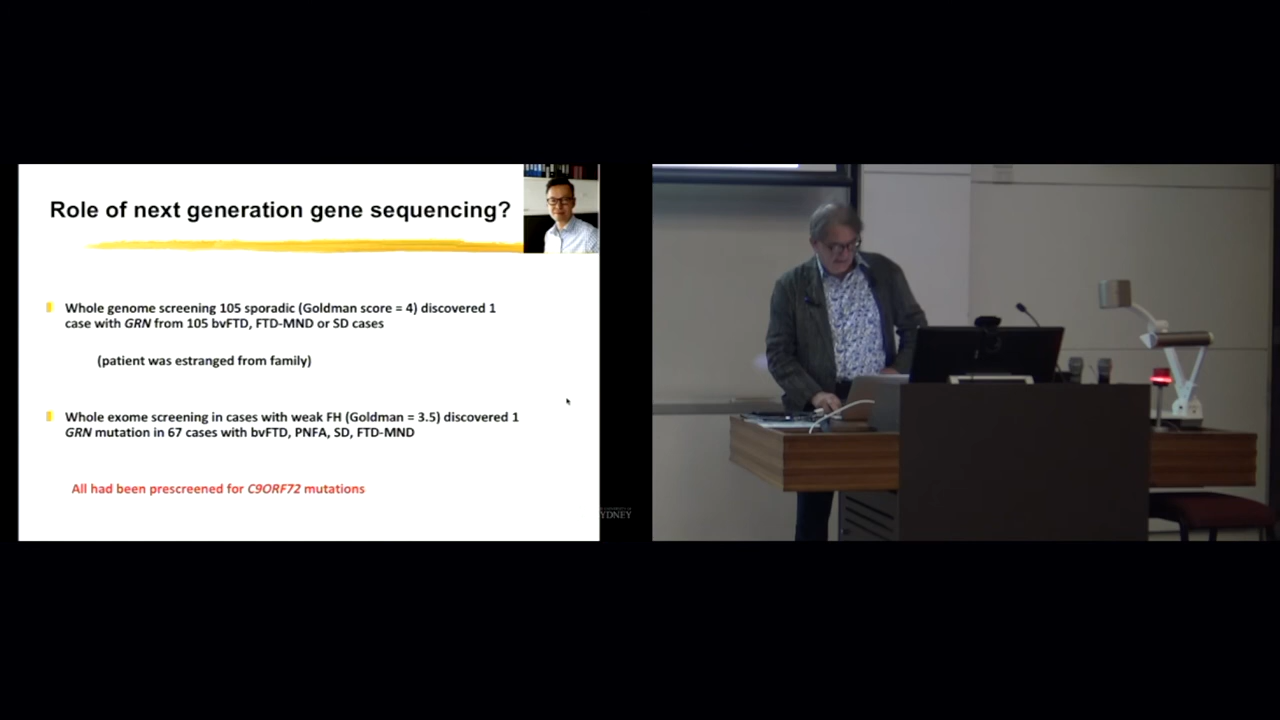 Role of next generation gene sequencing?
Whole genome screening 105 sporadic (Goldman score = 4) discovered 1
case with GRN from 105 bvFTD, FTD-MND or SD cases
(patient was estranged from family)
Whole exome screening in cases with weak FH (Goldman = 3.5) discovered 1
GRN mutation in 67 cases with bvFTD, PNFA, SD, FTD-MND
All had been prescreened for C9ORF72 mutations
YDNEY